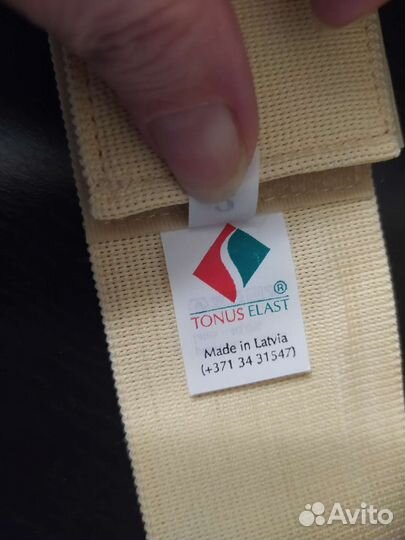 ®
TONUS ELAST
Made in Latvia
(+371 34 31547)
Avito